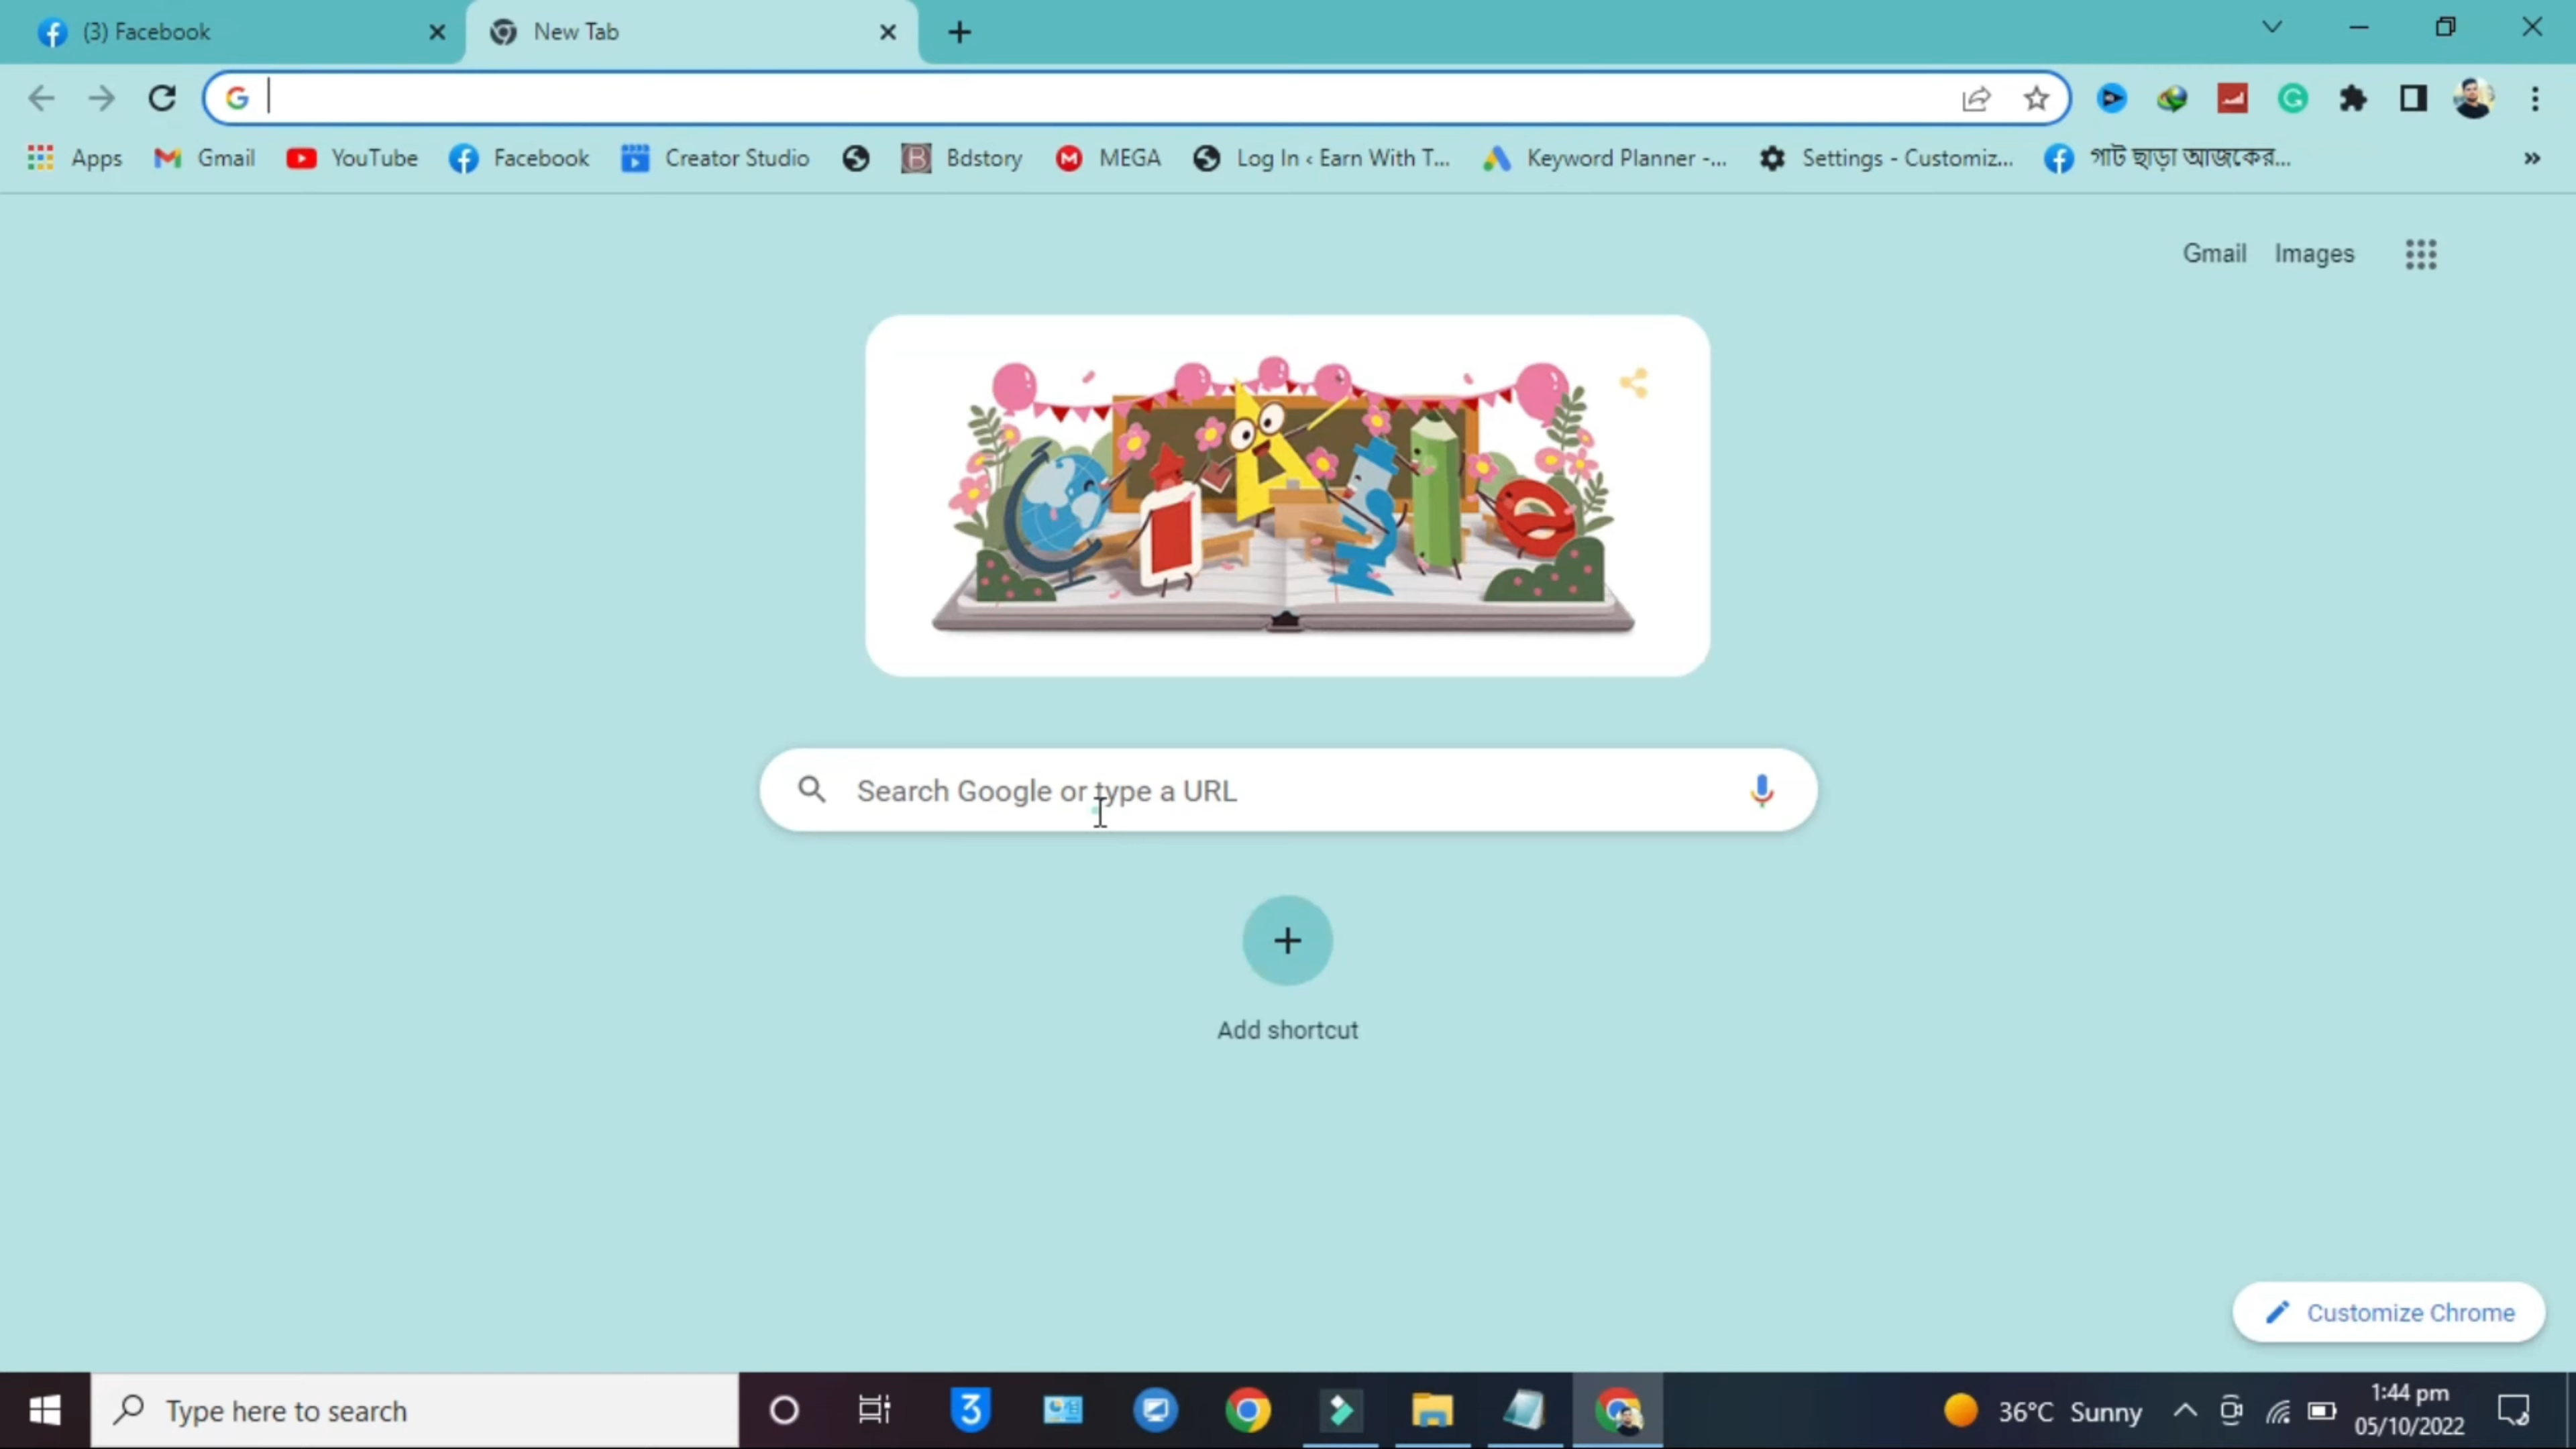 (3) Facebook
New Tab
Apps
Gmail
YouTube
Facebook
Creator Studio
Bdstory
MEGA
Log In ‹ Earn With T...
Keyword Planner -...
Settings - Customiz...
গাট ছাড়া আজকের...
Gmail
Images
Search Google or type a URL
Add shortcut
Customize Chrome
Type here to search
36°C Sunny
1:44 pm
05/10/2022